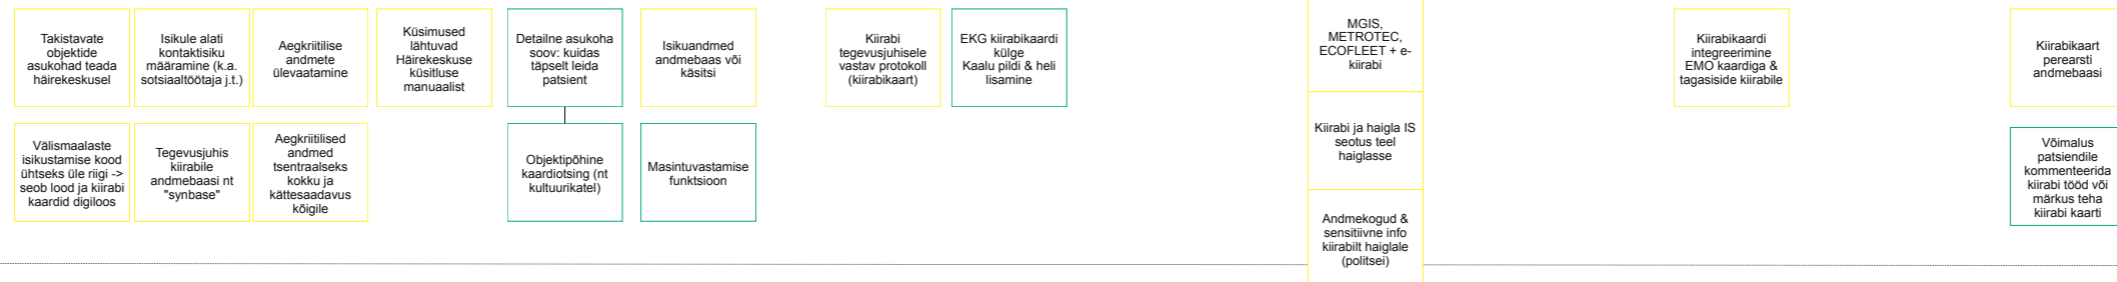 Takistavate
objektide
asukohad teada
häirekeskusel
Isikule alati
kontaktisiku
määramine (k.a.
sotsiaaltöötaja j.t.)
Aegkriitilise
andmete
ülevaatamine
Küsimused
lähtuvad
Häirekeskuse
küsitluse
manuaalist
Detailne asukoha
soov: kuidas
täpselt leida
patsient
Isikuandmed
andmebaas või
käsitsi
Kiirabi
tegevusjuhisele
vastav protokoll
(kiirabikaart)
EKG kiirabikaardi
külge
Kaalu pildi & heli
lisamine
MGIS,
METROTEC,
ECOFLEET + e-
kiirabi
Kiirabikaardi
integreerimine
EMO kaardiga &
tagasiside kiirabile
Kiirabikaart
perearsti
andmebaasi
Välismaalaste
isikustamise kood
ühtseks üle riigi ->
seob lood ja kiirabi
kaardid digiloos
Tegevusjuhis
kiirabile
andmebaasi nt
"synbase"
Aegkriitilised
andmed
tsentraalseks
kokku ja
kättesaadavus
kõigile
Objektipõhine
kaardiotsing (nt
kultuurikatel)
Masintuvastamise
funktsioon
Kiirabi ja haigla IS
seotus teel
haiglasse
Võimalus
patsiendile
kommenteerida
kiirabi tööd või
märkus teha
kiirabi kaarti
Andmekogud &
sensitiivne info
kiirabilt haiglale
(politsei)